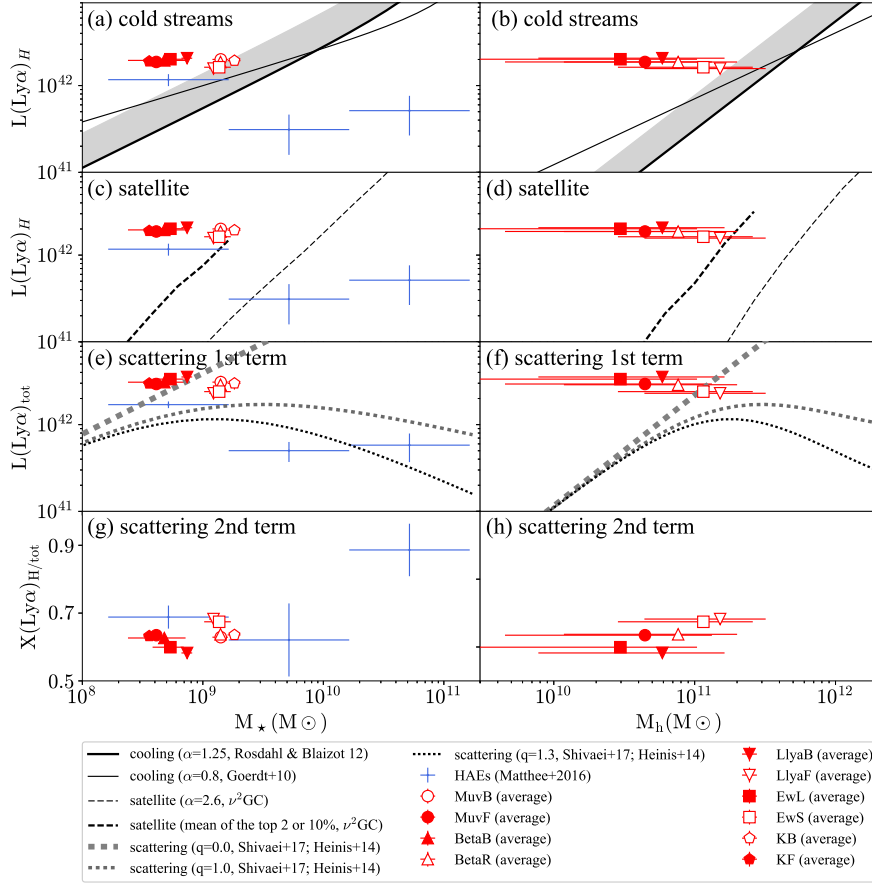 (a) cold streams
(b) cold streams
L(Lyα)H
10^42
10^41
(c) satellite
(d) satellite
L(Lyα)H
10^42
10^41
(e) scattering 1st term
(f) scattering 1st term
L(Lyα)tot
10^42
10^41
(g) scattering 2nd term
(h) scattering 2nd term
X(Lyα)H/tot
0.9
0.7
0.5
10^8 10^9 10^10 10^11
10^10 10^11 10^12
M⋆(M⊙)
Mh(M⊙)
cooling (α=1.25, Rosdahl & Blaizot 12)
cooling (α=0.8, Goerdt+10)
satellite (α=2.6, ν²GC)
satellite (mean of the top 2 or 10%, ν²GC)
scattering (q=0.0, Shivaei+17; Heinis+14)
scattering (q=1.0, Shivaei+17; Heinis+14)
scattering (q=1.3, Shivaei+17; Heinis+14)
HAEs (Matthee+2016)
MuvB (average)
MuvF (average)
BetaB (average)
BetaR (average)
LlyaB (average)
LlyaF (average)
EwL (average)
EwS (average)
KB (average)
KF (average)